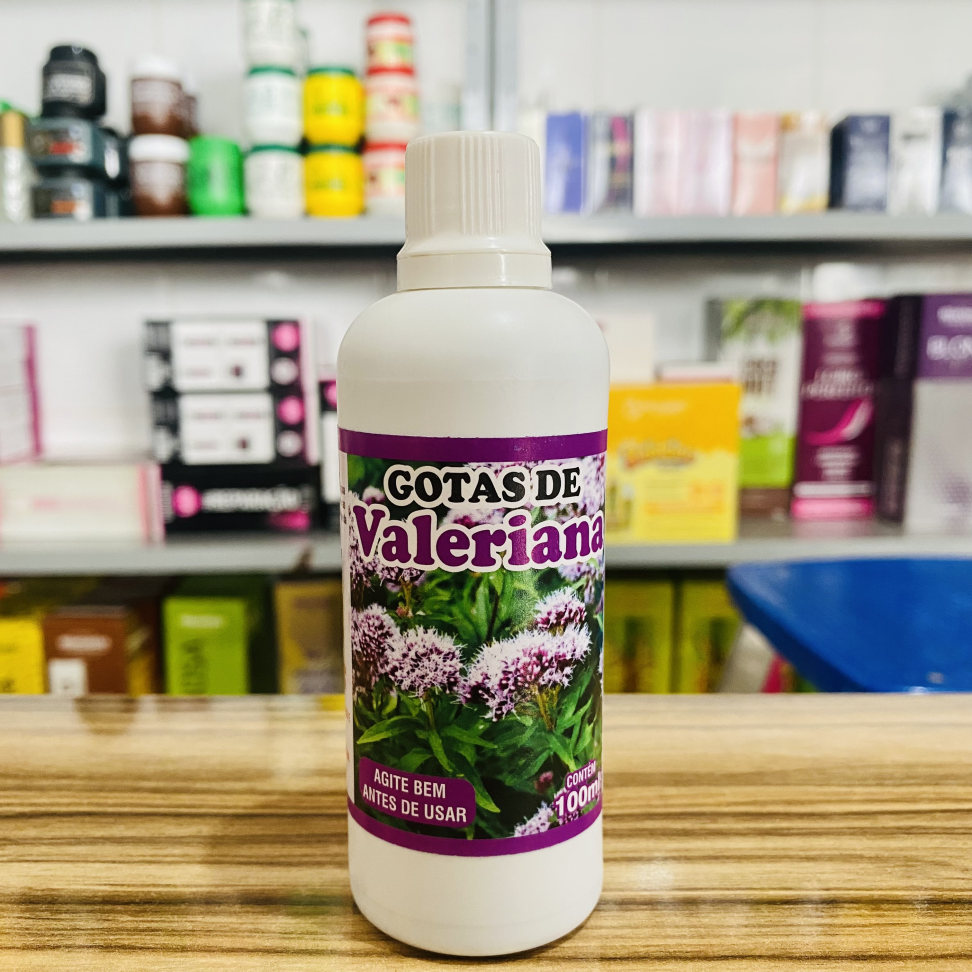 GOTAS DE
Valeriana
AGITE BEM
ANTES DE USAR
CONTÉM
100ml